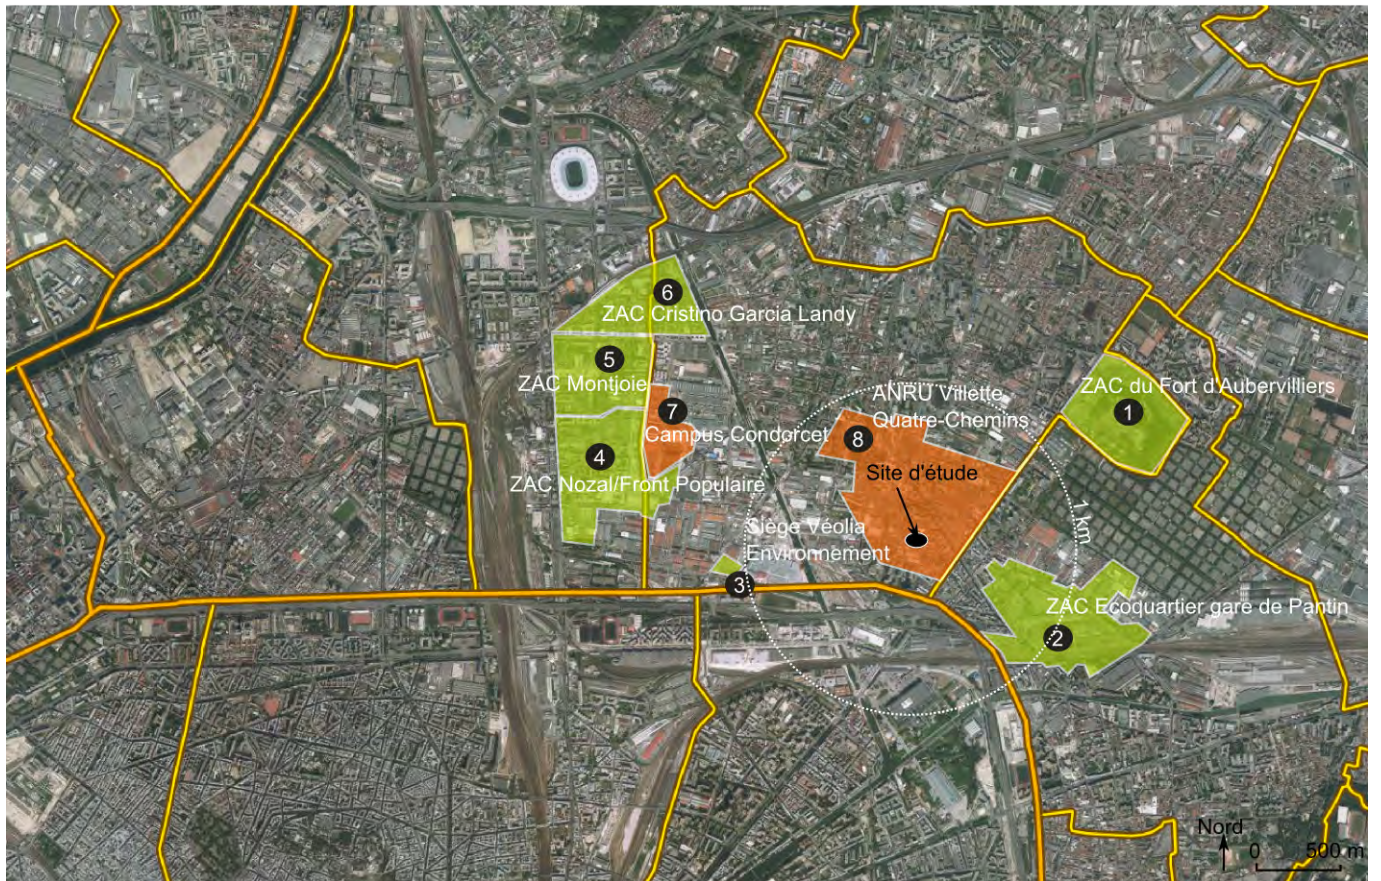 6
ZAC Cristino Garcia Landy
5
ZAC Montjoie
7
Campus Condorcet
4
ZAC Nozal/Front Populaire
ANRU Villette
Quatre-Chemins
8
Site d'étude
ZAC du Fort d'Aubervilliers
1
1 km
Siège Véolia
Environnement
3
ZAC Ecoquartier gare de Pantin
2
Nord
0 500 m